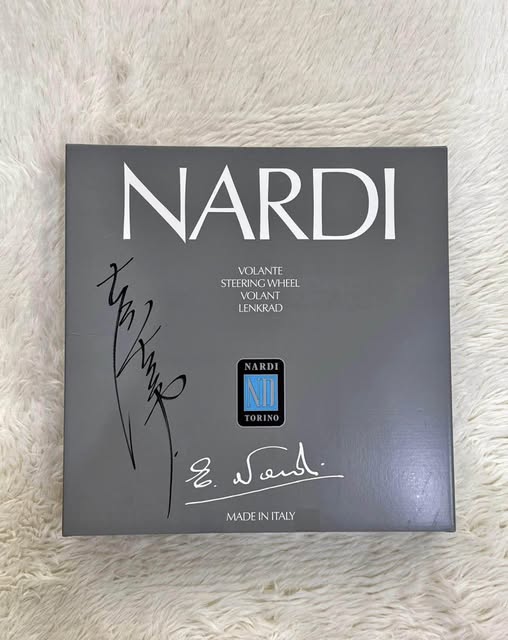 NARDI
VOLANTE
STEERING WHEEL
VOLANT
LENKRAD
NARDI
ND
TORINO
E. Nardi.
MADE IN ITALY